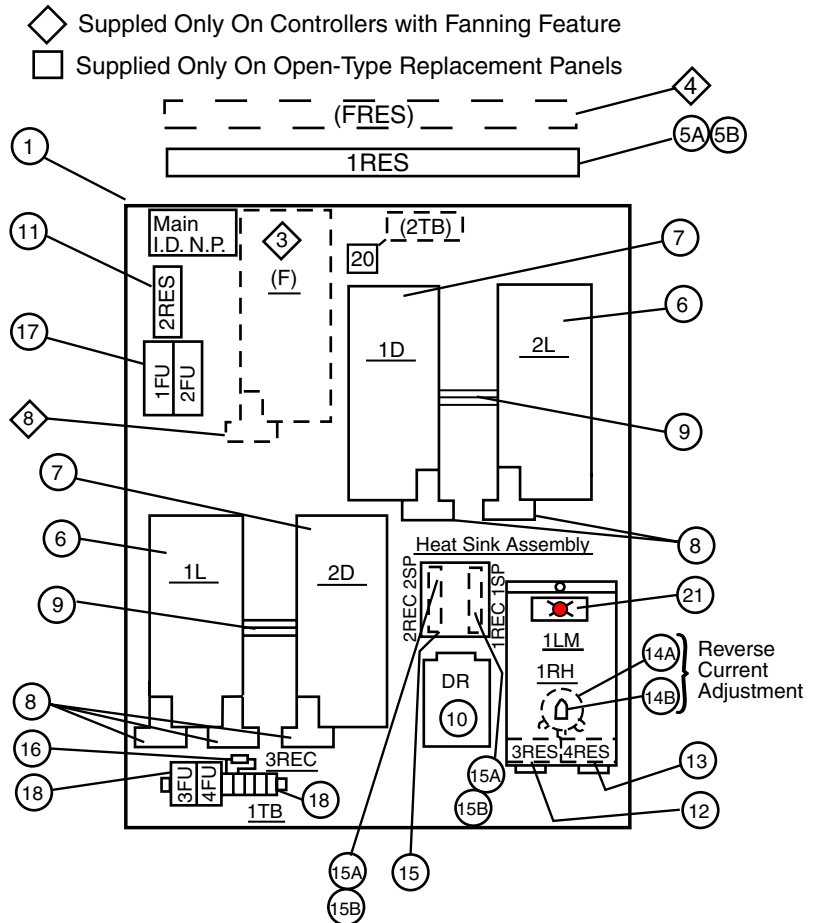 Suppled Only On Controllers with Fanning Feature
Supplied Only On Open-Type Replacement Panels
4
(FRES)
5A 5B
1RES
1
Main
I.D. N.P.
3
(F)
(2TB)
20
7
11
2RES
6
17
1FU
2FU
1D
2L
8
9
7
8
6
Heat Sink Assembly
1L
2D
2REC 2SP
1REC 1SP
21
9
1LM
14A
Reverse
Current
Adjustment
1RH
14B
DR
10
8
3RES
4RES
16
3REC
13
15A
18
3FU
4FU
18
15B
12
1TB
15A
15
15B